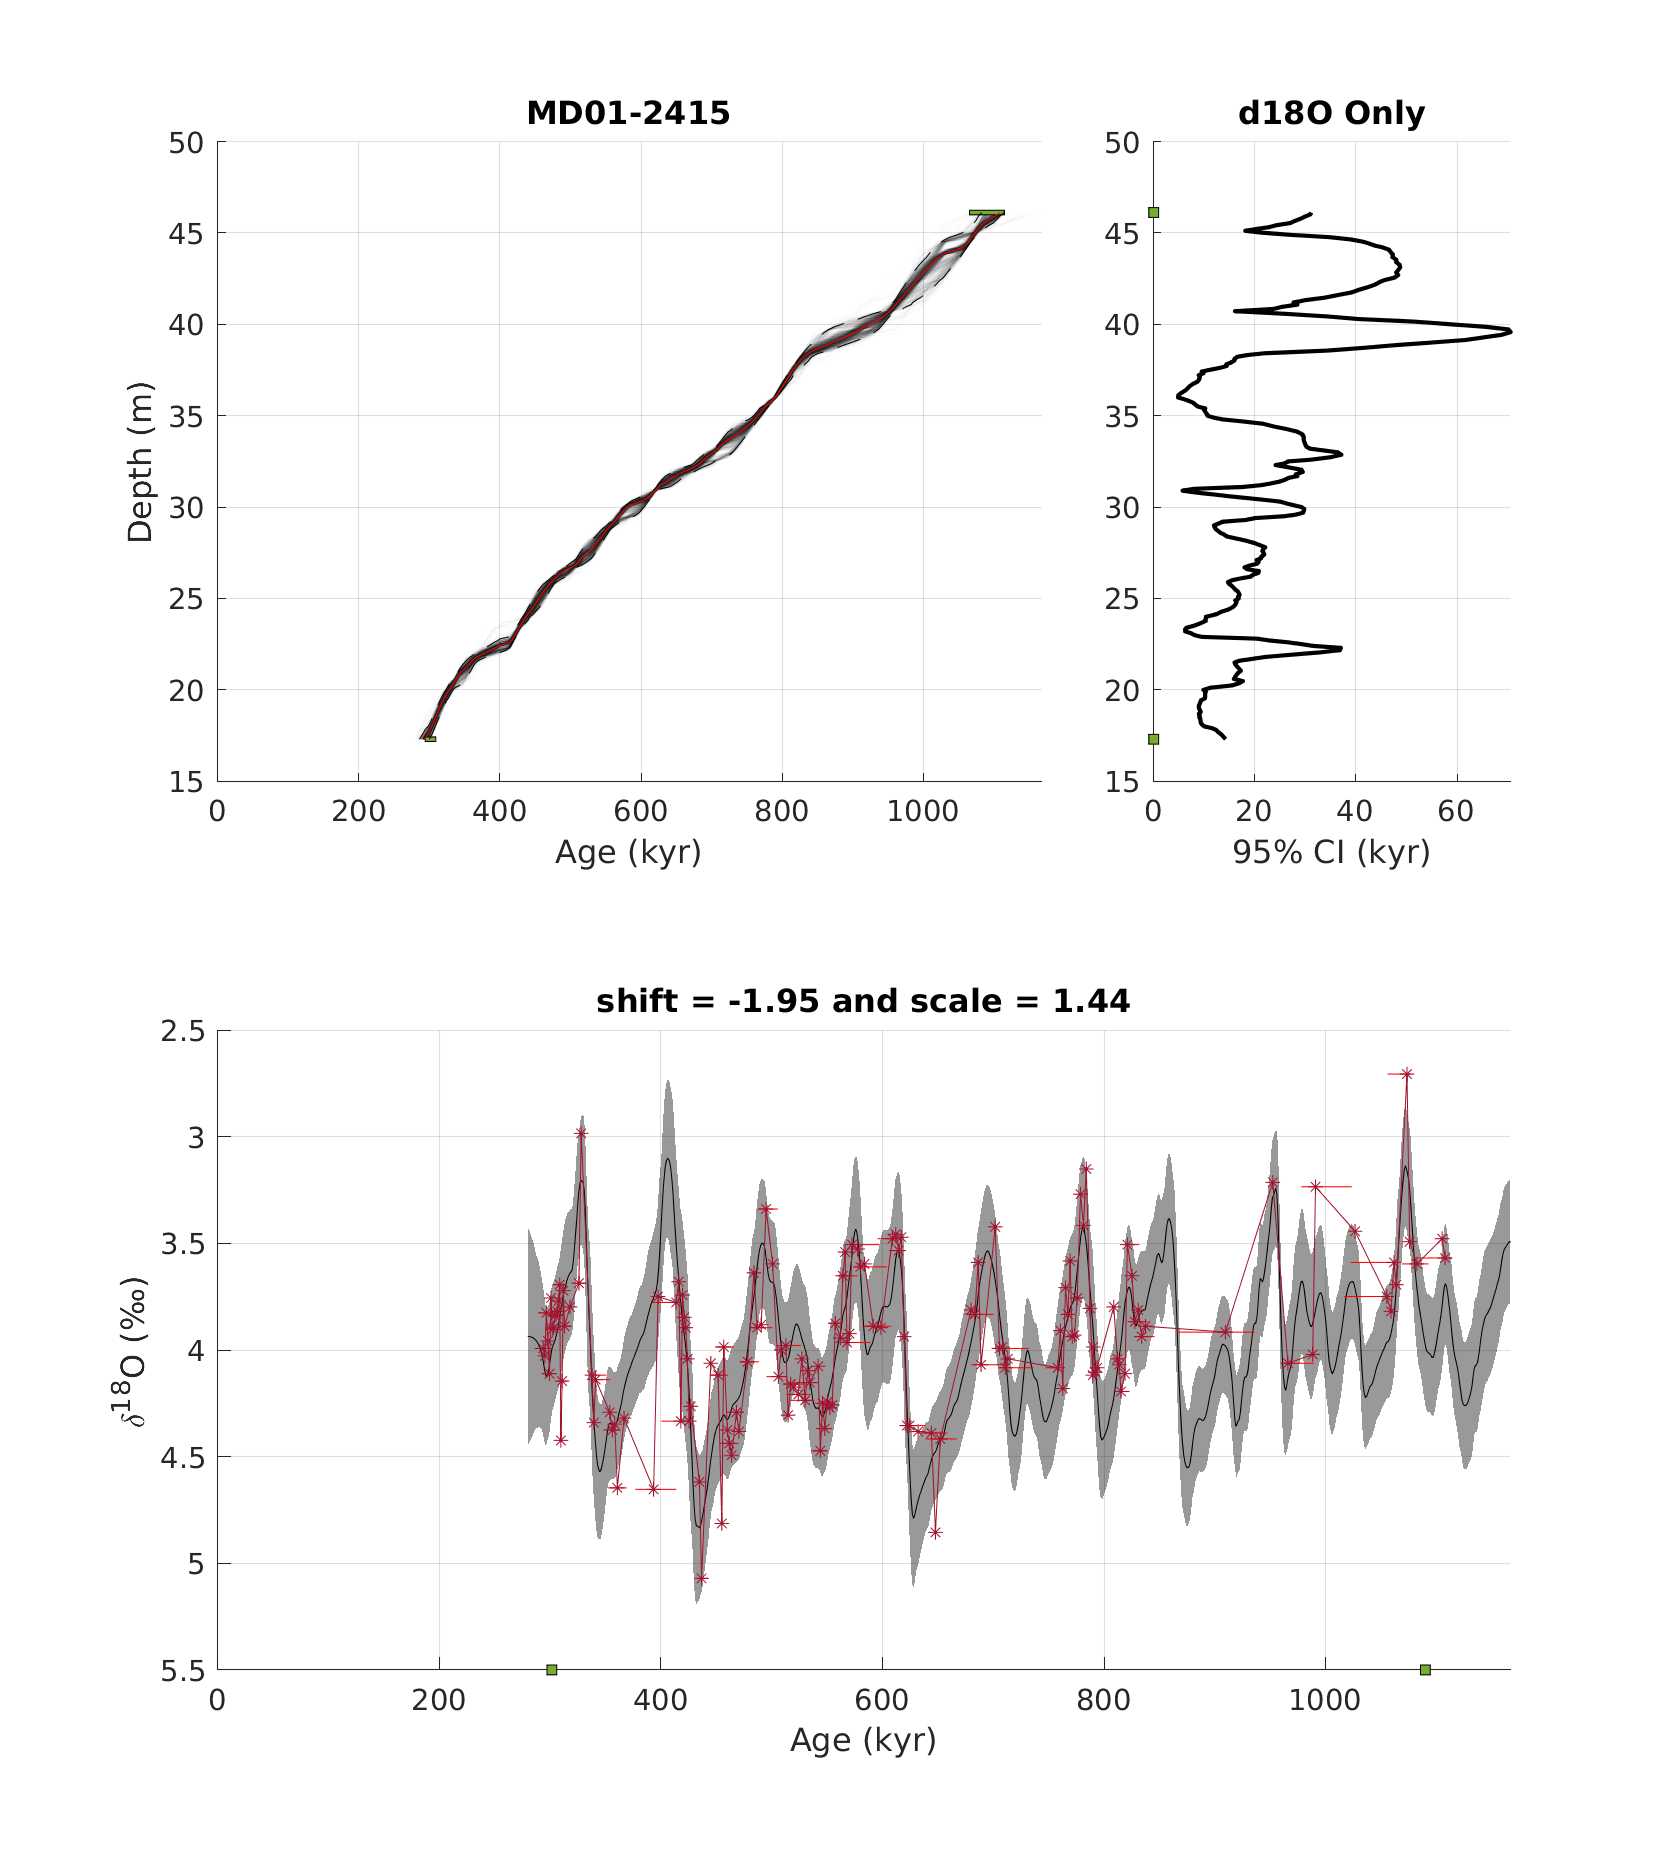 MD01-2415
d18O Only
50
45
40
35
30
25
20
15
Depth (m)
0 200 400 600 800 1000
Age (kyr)
50
45
40
35
30
25
20
15
0 20 40 60
95% CI (kyr)
shift = -1.95 and scale = 1.44
2.5
3
3.5
4
4.5
5
5.5
δ¹⁸O (‰)
0 200 400 600 800 1000
Age (kyr)